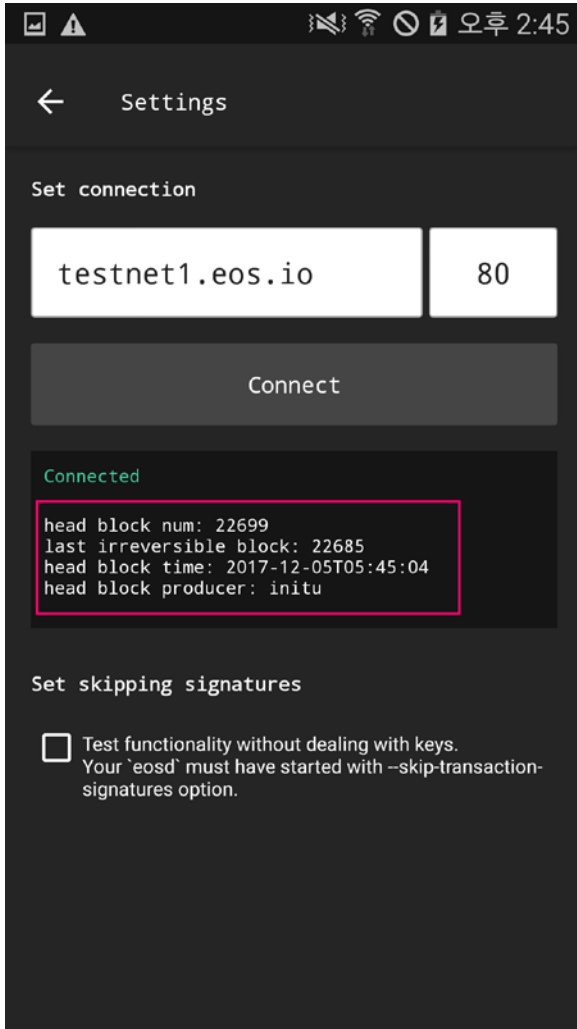 오후 2:45
Settings
Set connection
testnet1.eos.io 80
Connect
Connected
head block num: 22699
last irreversible block: 22685
head block time: 2017-12-05T05:45:04
head block producer: initu
Set skipping signatures
Test functionality without dealing with keys.
Your `eosd` must have started with --skip-transaction-
signatures option.